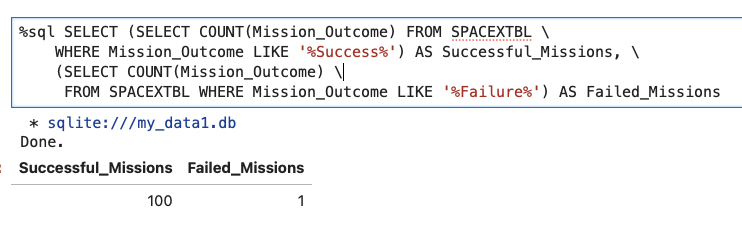 %sql SELECT (SELECT COUNT(Mission_Outcome) FROM SPACEXTBL \
WHERE Mission_Outcome LIKE '%Success%') AS Successful_Missions, \
(SELECT COUNT(Mission_Outcome) \
FROM SPACEXTBL WHERE Mission_Outcome LIKE '%Failure%') AS Failed_Missions
* sqlite:///my_data1.db
Done.
Successful_Missions Failed_Missions
100 1